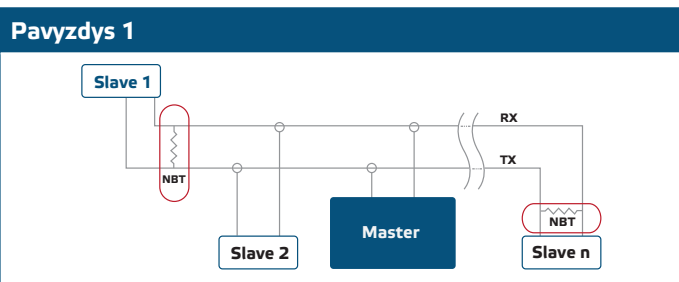 Pavyzdys 1
Slave 1
RX
TX
NBT
Master
NBT
Slave 2
Slave n